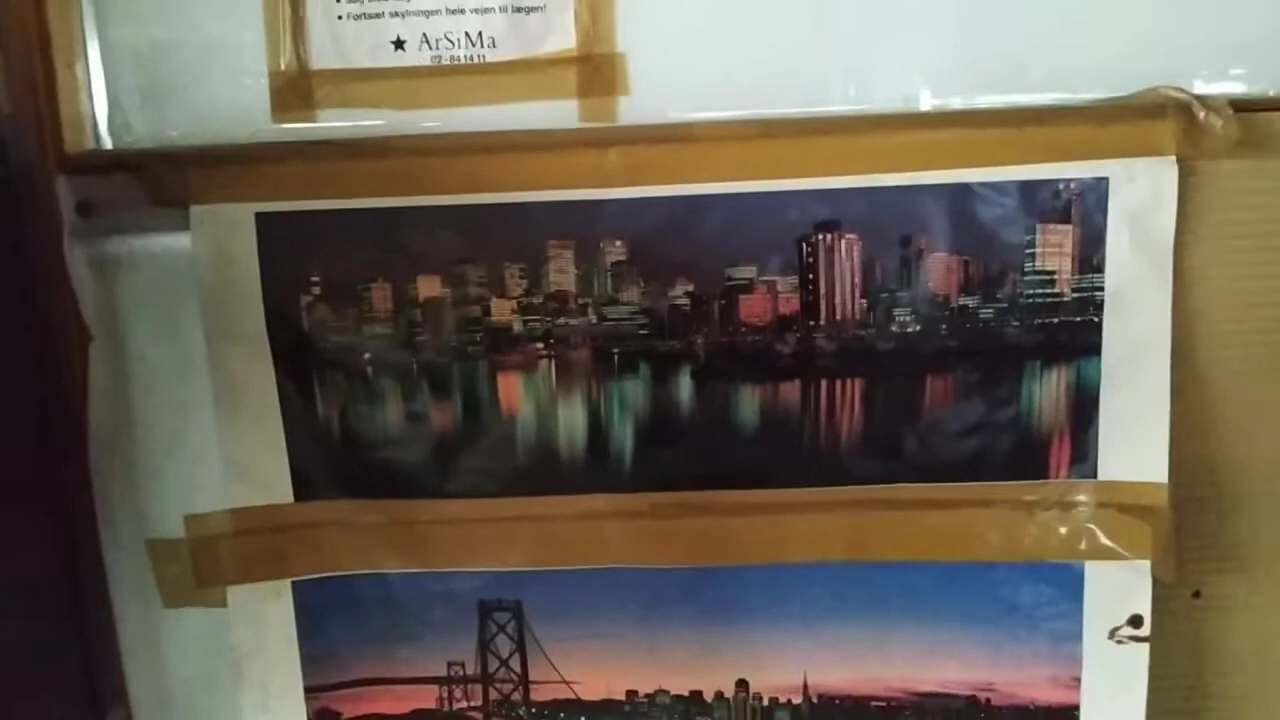 • Fortsæt skylningen hele vejen til lægen!
★ ArSiMa
02-84 14 11